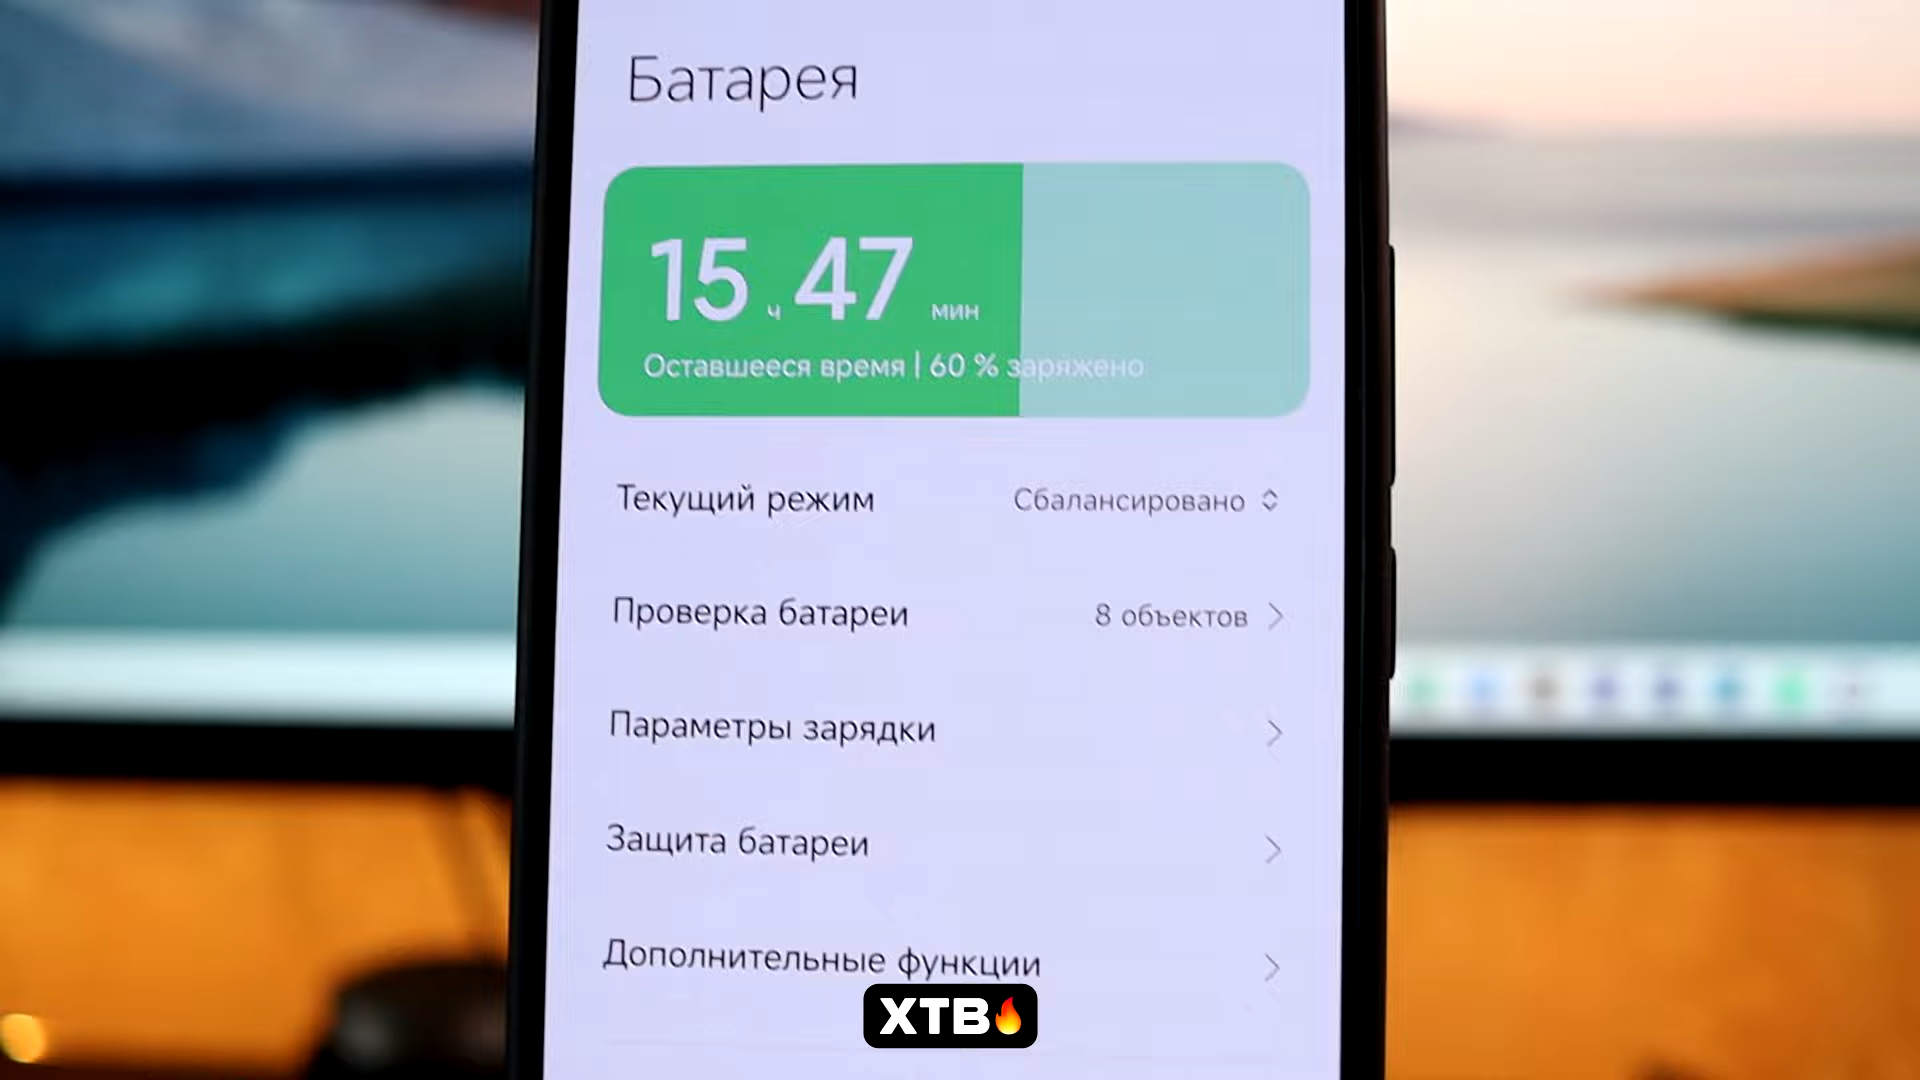 Батарея
15 ч 47 мин
Оставшееся время | 60 % заряжено
Текущий режим Сбалансировано
Проверка батареи 8 объектов
Параметры зарядки
Защита батареи
Дополнительные функции
XTB🔥